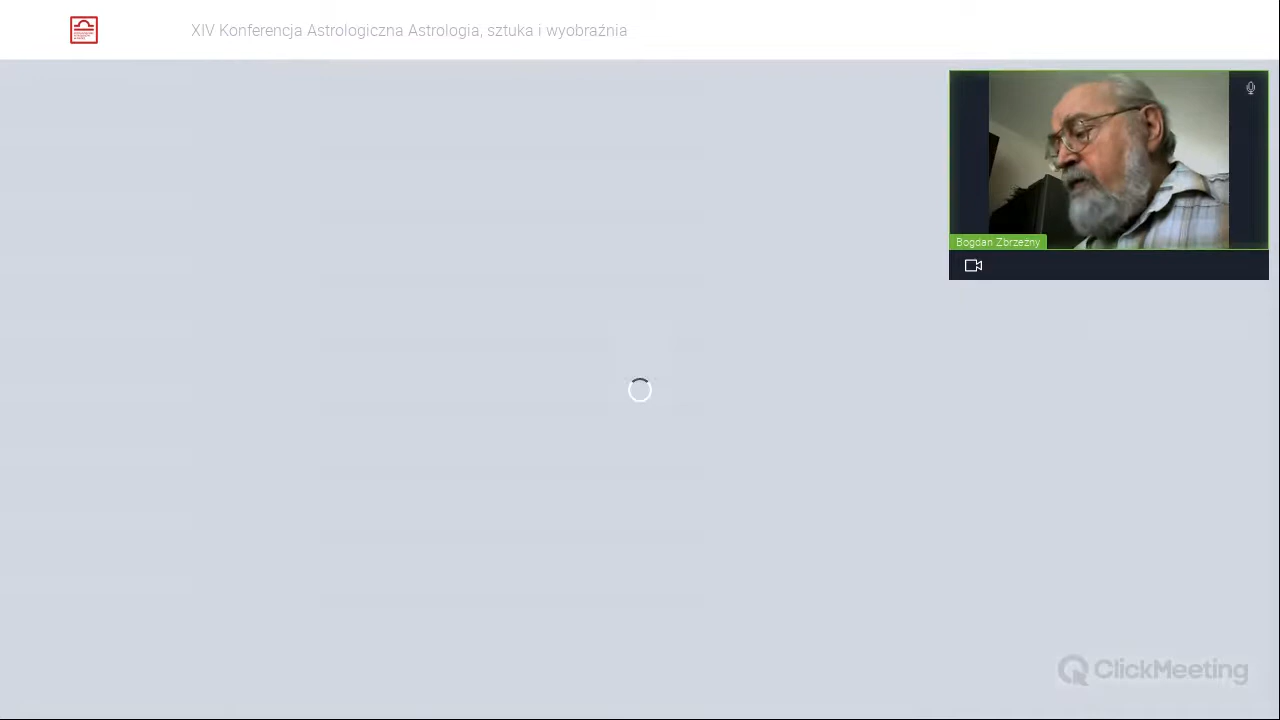 XIV Konferencja Astrologiczna Astrologia, sztuka i wyobraźnia
Bogdan Zbrzezny
ClickMeeting